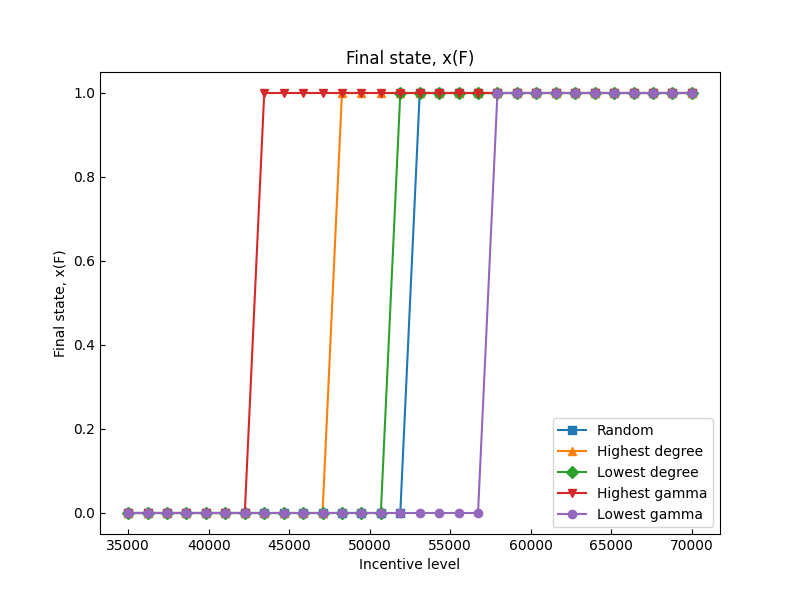 Final state, x(F)
Final state, x(F)
1.0
0.8
0.6
0.4
0.2
0.0
35000 40000 45000 50000 55000 60000 65000 70000
Incentive level
Random
Highest degree
Lowest degree
Highest gamma
Lowest gamma